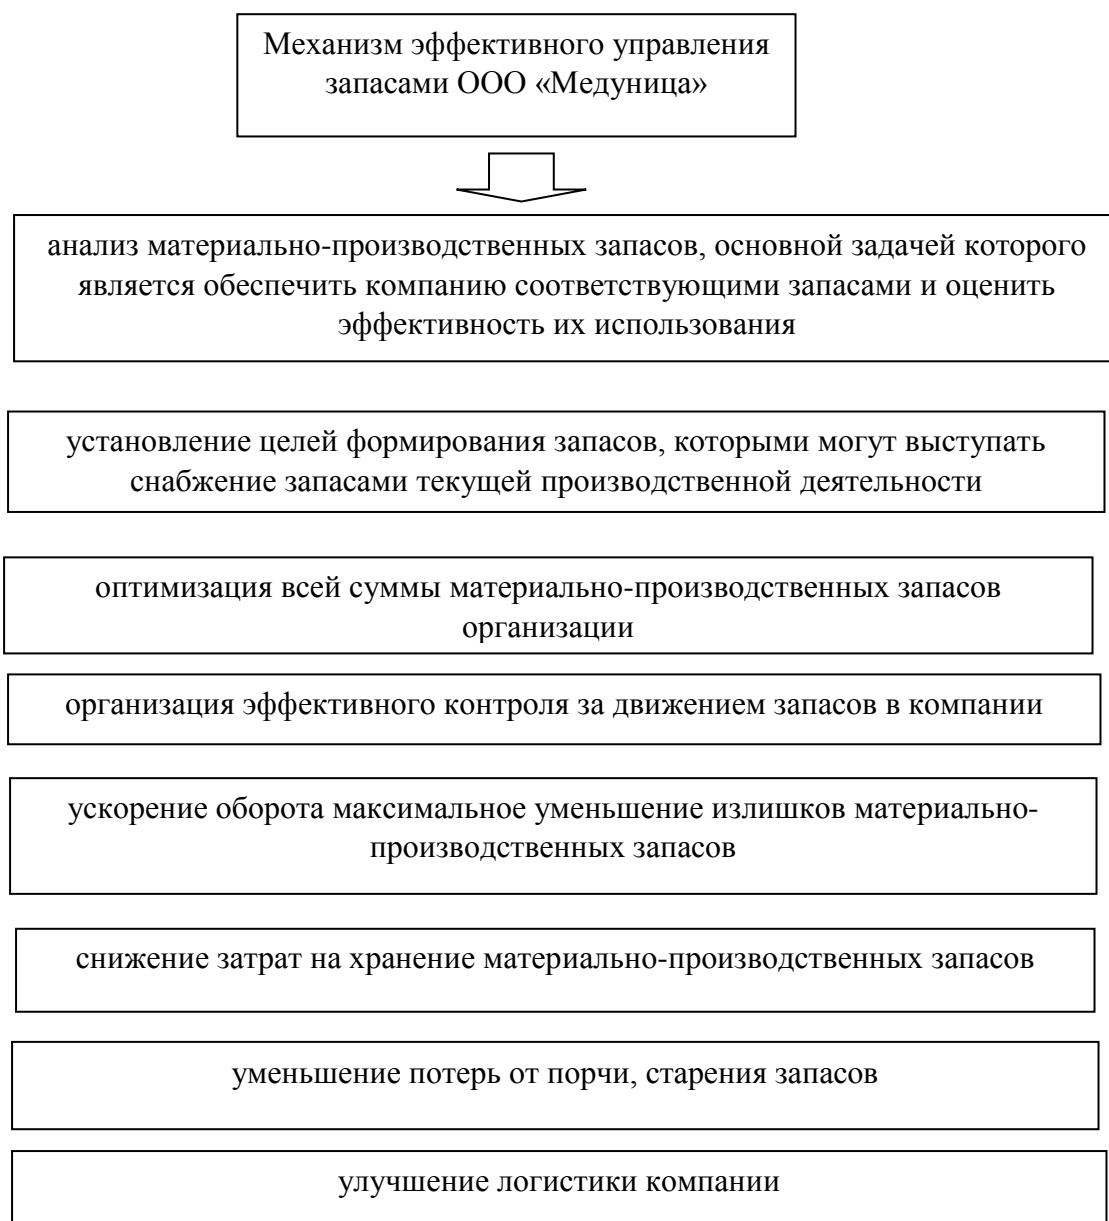 Механизм эффективного управления
запасами ООО «Медуница»
анализ материально-производственных запасов, основной задачей которого
является обеспечить компанию соответствующими запасами и оценить
эффективность их использования
установление целей формирования запасов, которыми могут выступать
снабжение запасами текущей производственной деятельности
оптимизация всей суммы материально-производственных запасов
организации
организация эффективного контроля за движением запасов в компании
ускорение оборота максимальное уменьшение излишков материально-
производственных запасов
снижение затрат на хранение материально-производственных запасов
уменьшение потерь от порчи, старения запасов
улучшение логистики компании